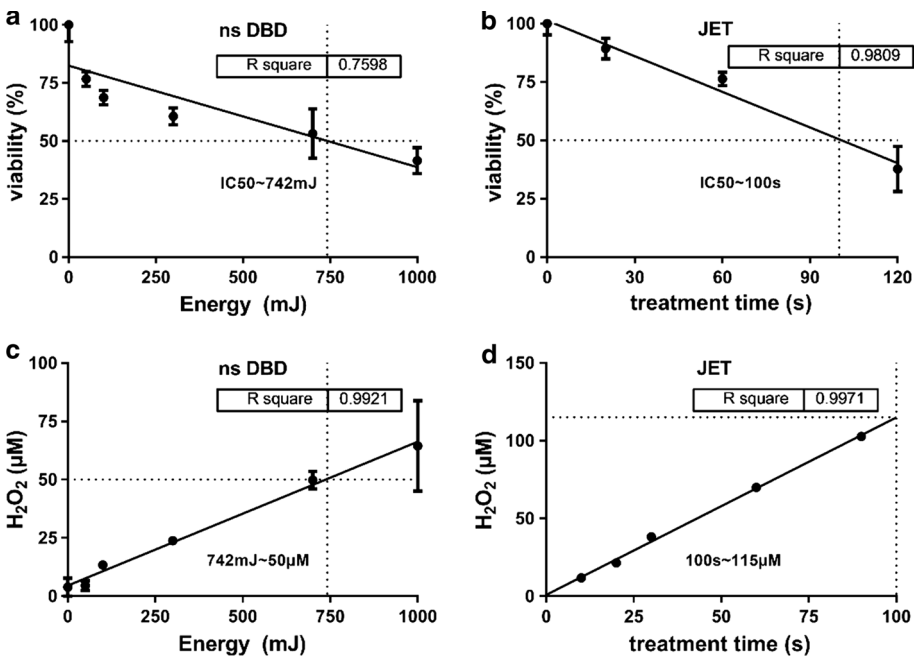 a
ns DBD
R square 0.7598
viability (%)
100
75
50
25
0
IC50~742mJ
0 250 500 750 1000
Energy (mJ)
b
JET
R square 0.9809
viability (%)
100
75
50
25
0
IC50~100s
0 30 60 90 120
treatment time (s)
c
ns DBD
R square 0.9921
H₂O₂ (µM)
100
75
50
25
0
742mJ~50µM
0 250 500 750 1000
Energy (mJ)
d
JET
R square 0.9971
H₂O₂ (µM)
150
100
50
0
100s~115µM
0 20 40 60 80 100
treatment time (s)